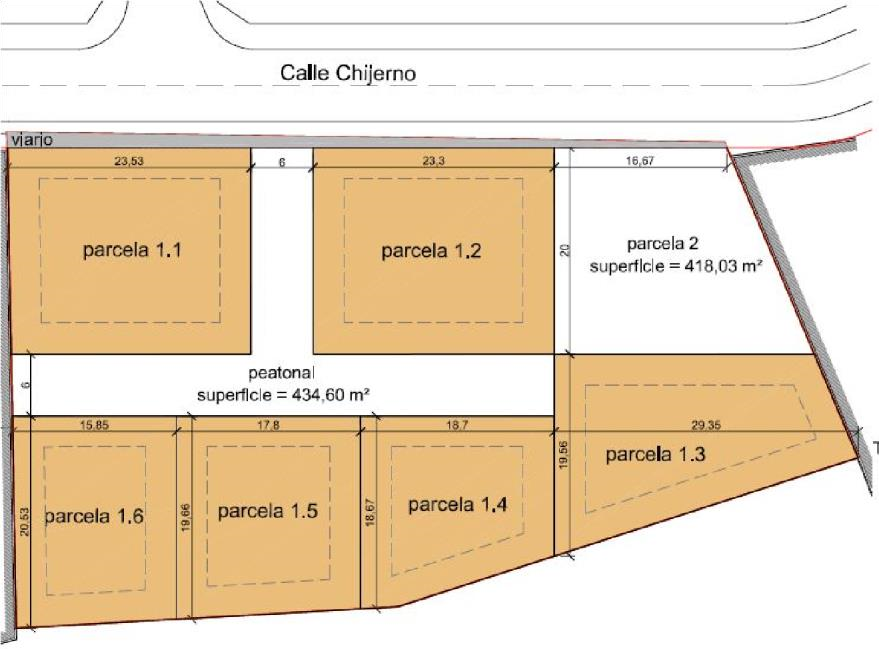 Calle Chijerno
viario
23,53
6
23,3
16,67
parcela 1.1
parcela 1.2
20
parcela 2
superficie = 418,03 m²
6
peatonal
superficie = 434,60 m²
15,85
17,8
18,7
29,35
20,53
parcela 1.6
19,66
parcela 1.5
18,67
parcela 1.4
19,56
parcela 1.3
T